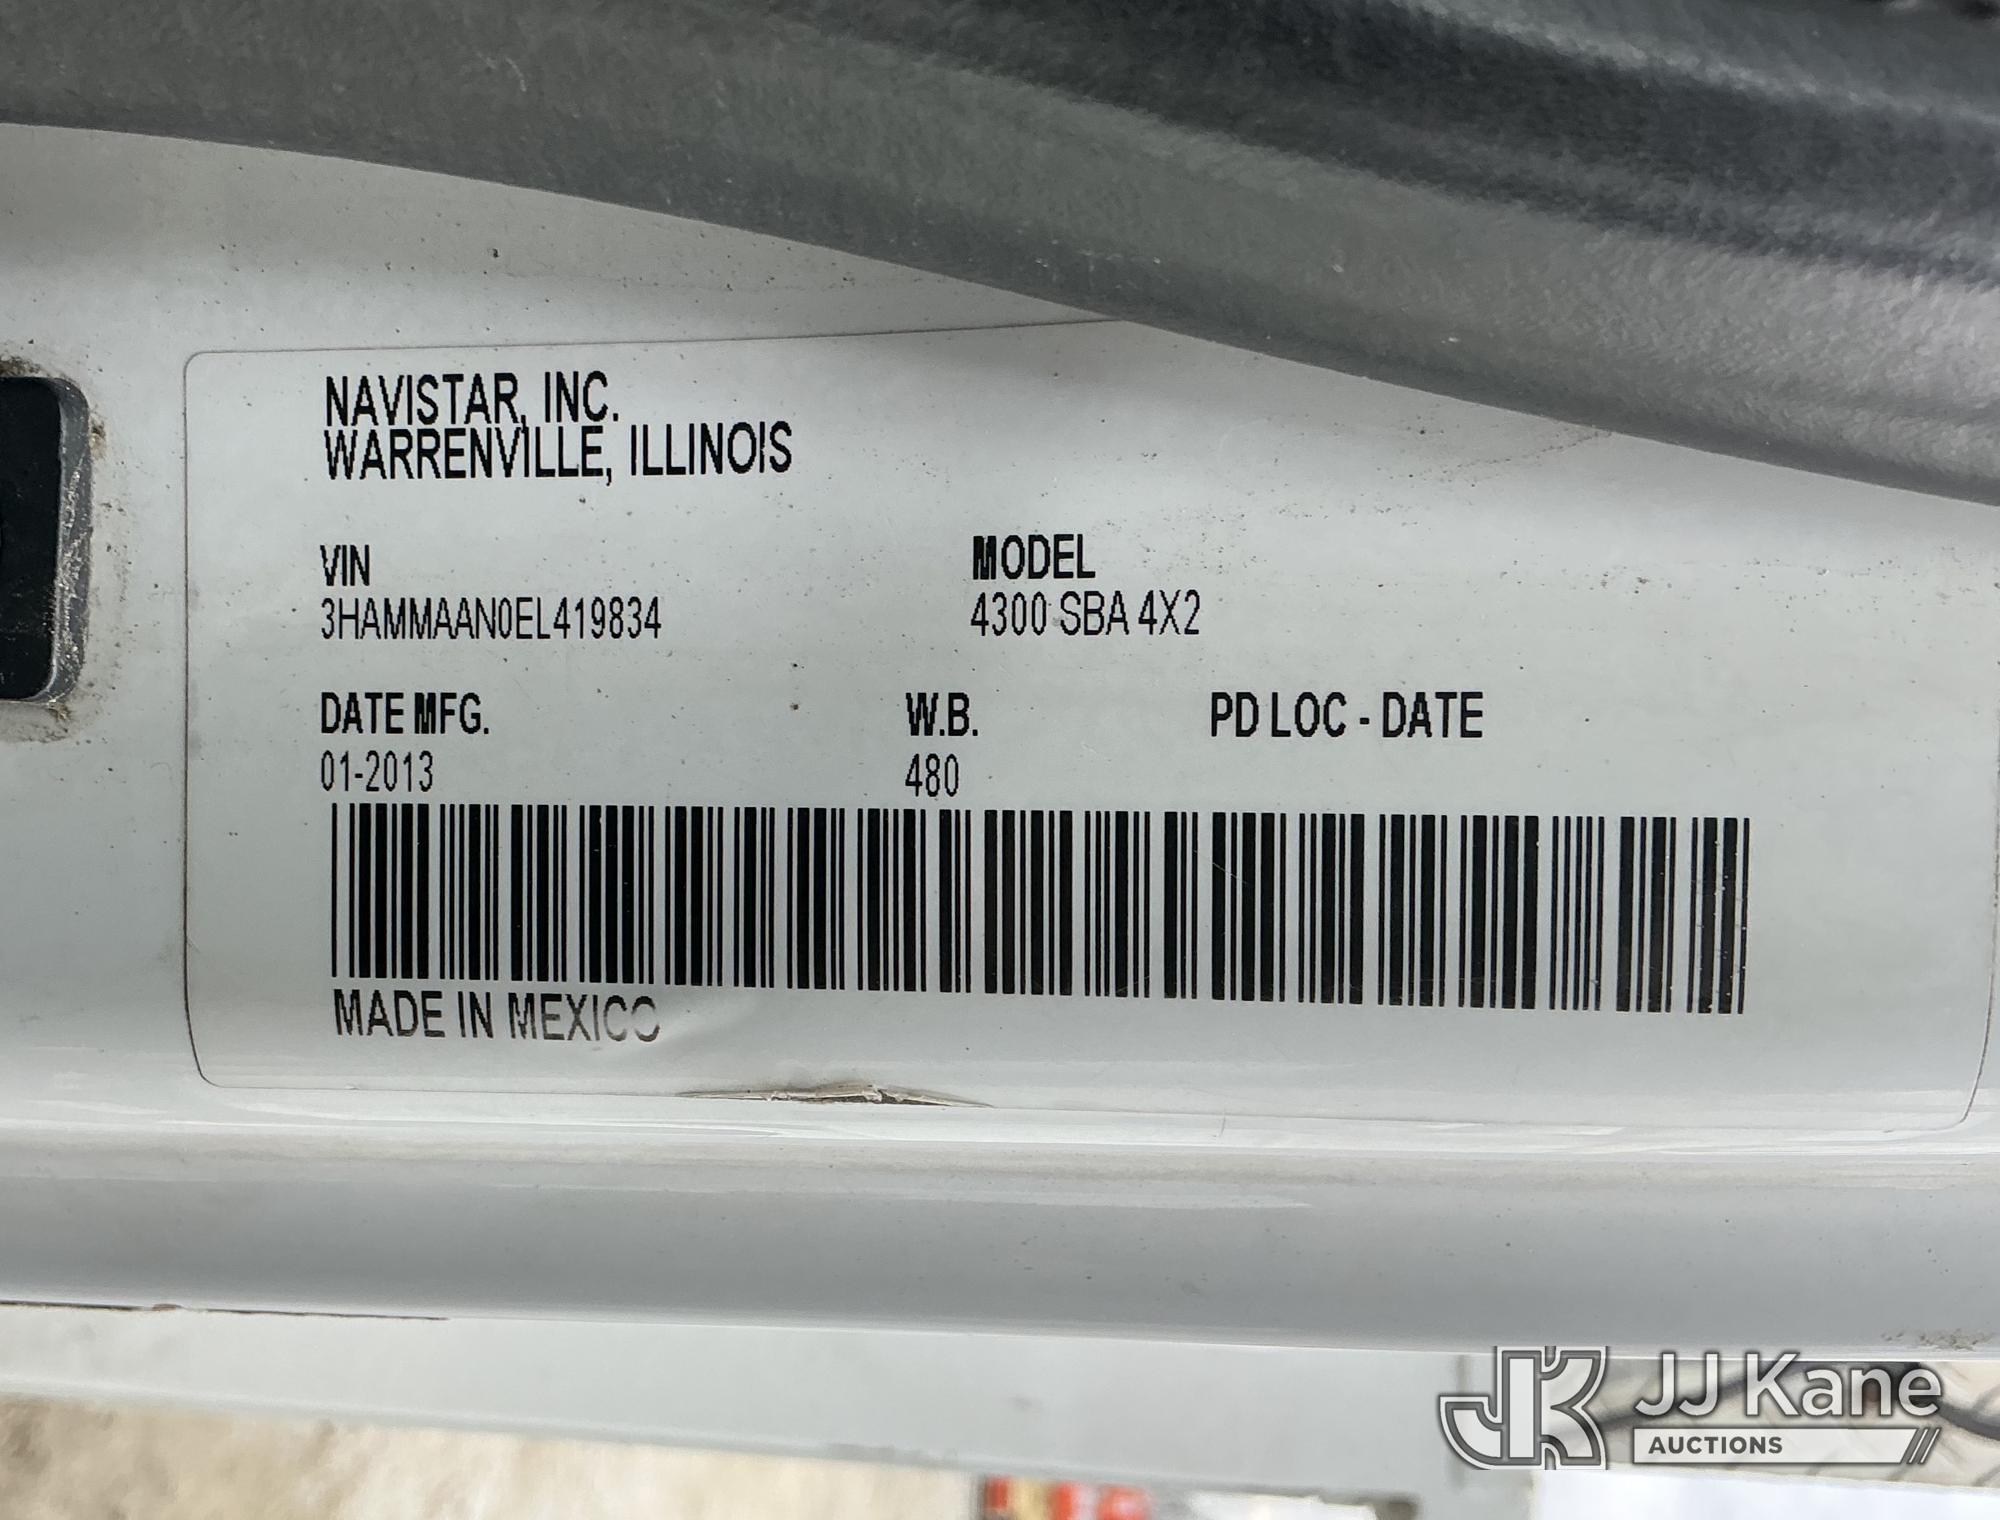 NAVISTAR, INC.
WARRENVILLE, ILLINOIS
VIN
3HAMMAAN0EL419834
MODEL
4300 SBA 4X2
DATE MFG.
01-2013
W.B.
480
PD LOC - DATE
MADE IN MEXICO
JK
JJ Kane
AUCTIONS